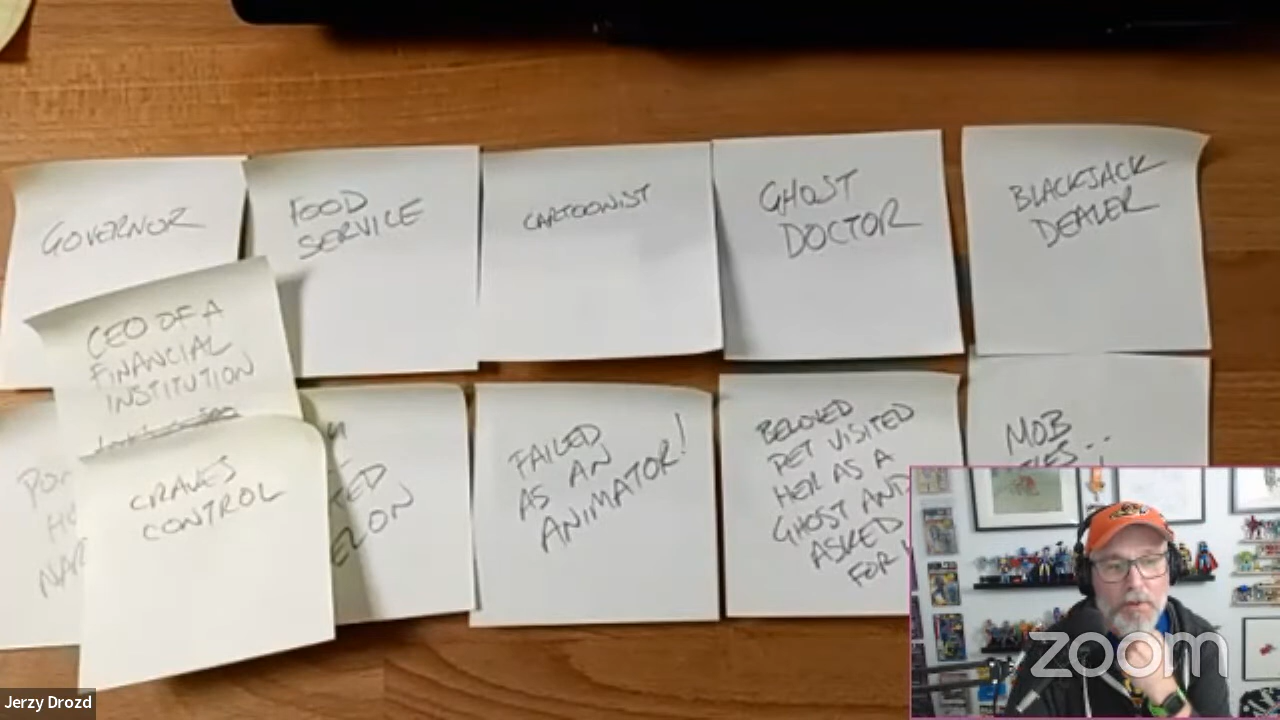 GOVERNOR
FOOD
SERVICE
CARTOONIST
GHOST
DOCTOR
BLACKJACK
DEALER
CEO OF A
FINANCIAL
INSTITUTION
CRAVES
CONTROL
FAILED
AS AN
ANIMATOR!
BELOVED
PET VISITED
HER AS A
GHOST AND
ASKED
FOR
MOB
zoom
Jerzy Drozd